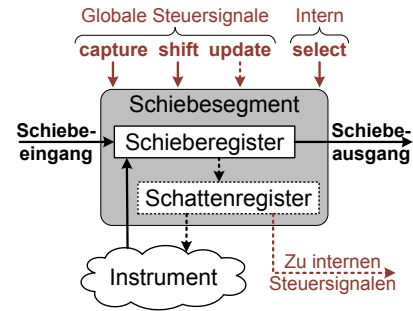 Globale Steuersignale Intern
capture shift update select
Schiebesegment
Schiebe-
eingang
Schieberegister
Schiebe-
ausgang
Schattenregister
Instrument
Zu internen
Steuersignalen